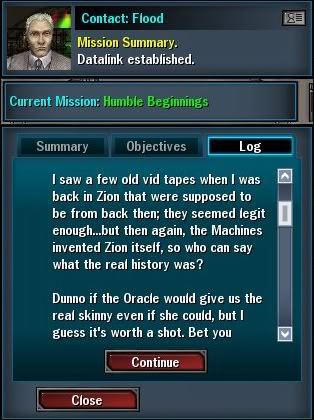 Contact: Flood
Mission Summary.
Datalink established.
Current Mission: Humble Beginnings
Summary
Objectives
Log
I saw a few old vid tapes when I was
back in Zion that were supposed to
be from back then; they seemed legit
enough...but then again, the Machines
invented Zion itself, so who can say
what the real history was?
Dunno if the Oracle would give us the
real skinny even if she could, but I
guess it's worth a shot. Bet you
Continue
Close